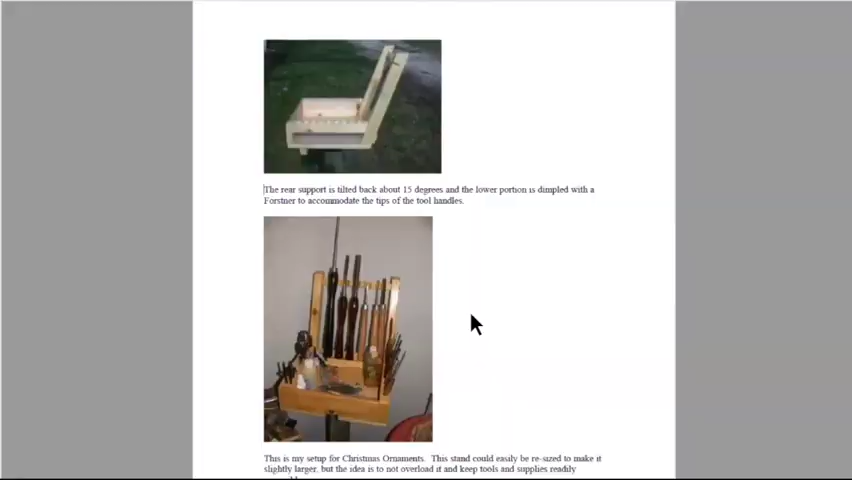 The rear support is tilted back about 15 degrees and the lower portion is dimpled with a
Forstner to accommodate the tips of the tool handles.
This is my setup for Christmas Ornaments.  This stand could easily be re-sized to make it
slightly larger, but the idea is to not overload it and keep tools and supplies readily